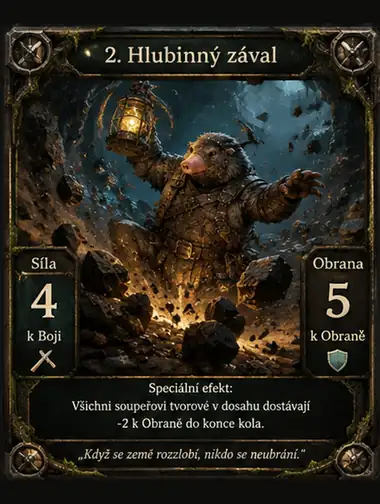 2. Hlubinný zával
Síla
4
k Boji
Obrana
5
k Obraně
Speciální efekt:
Všichni soupeřovi tvorové v dosahu dostávají
-2 k Obraně do konce kola.
„Když se země rozzlobí, nikdo se neubrání."